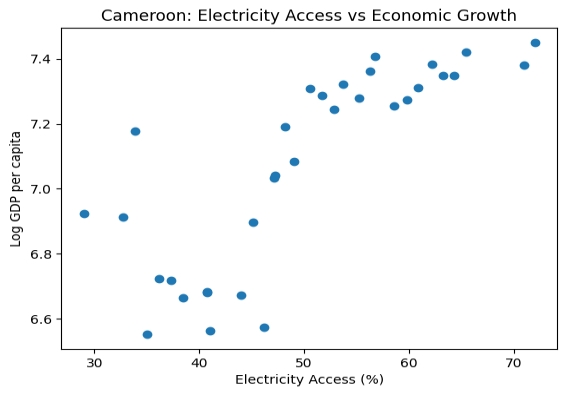 Cameroon: Electricity Access vs Economic Growth
Log GDP per capita
7.4
7.2
7.0
6.8
6.6
30 40 50 60 70
Electricity Access (%)